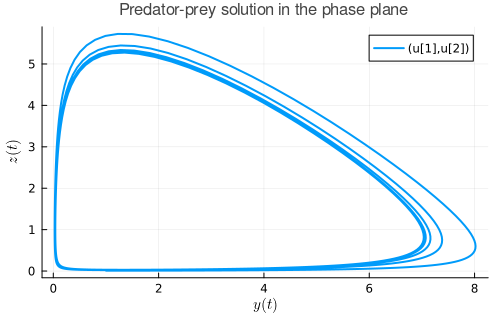 Predator-prey solution in the phase plane
(u[1],u[2])
z(t)
5
4
3
2
1
0
0 2 4 6 8
y(t)